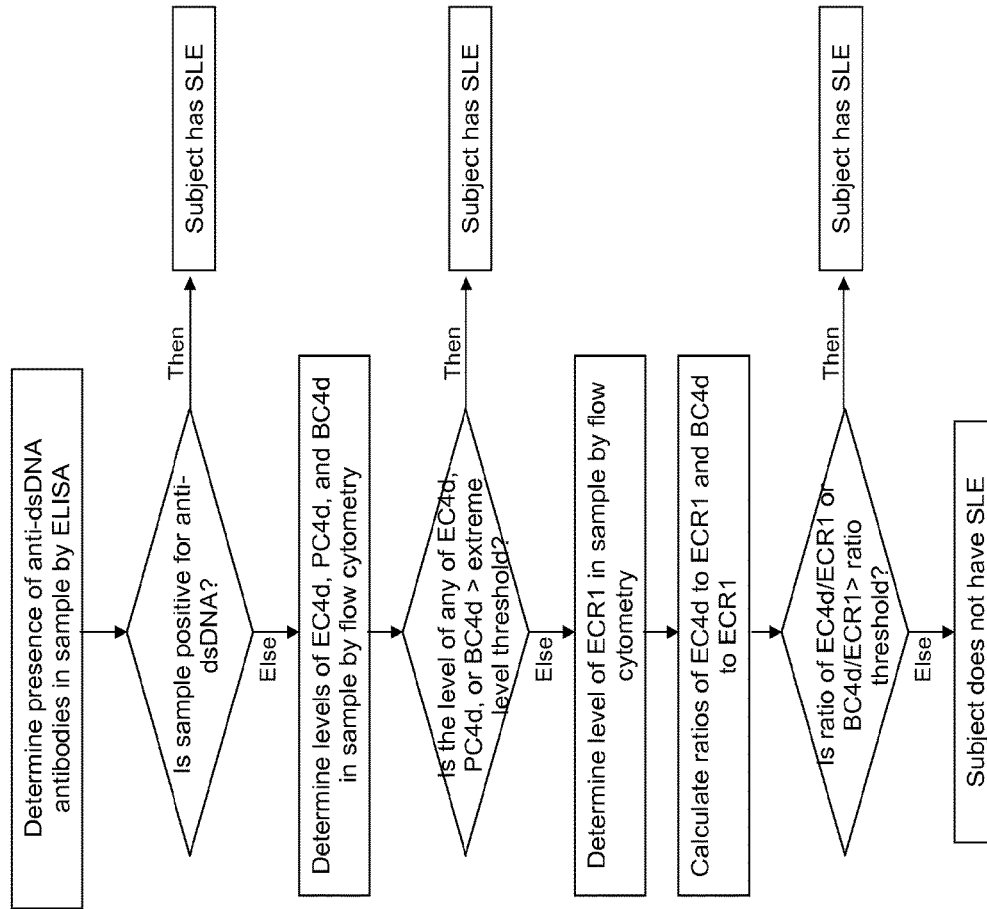 Determine presence of anti-dsDNA
antibodies in sample by ELISA
Is sample positive for anti-
dsDNA?
Then
Subject has SLE
Else
Determine levels of EC4d, PC4d, and BC4d
in sample by flow cytometry
Is the level of any of EC4d,
PC4d, or BC4d > extreme
level threshold?
Then
Subject has SLE
Else
Determine level of ECR1 in sample by flow
cytometry
Calculate ratios of EC4d to ECR1 and BC4d
to ECR1
Is ratio of EC4d/ECR1 or
BC4d/ECR1> ratio
threshold?
Then
Subject has SLE
Else
Subject does not have SLE